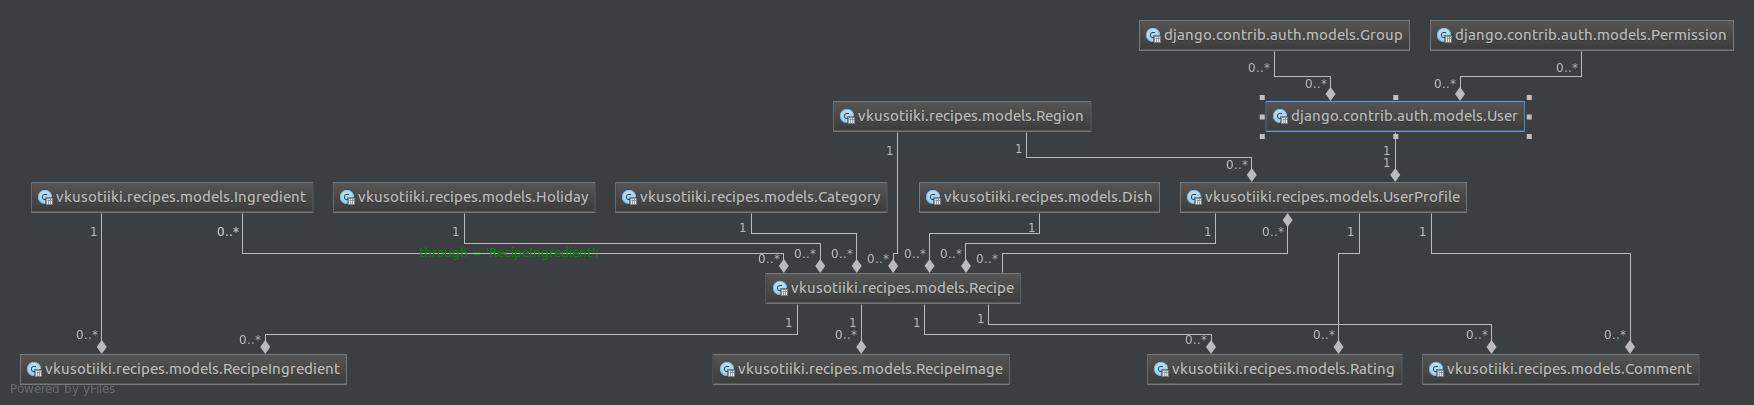 django.contrib.auth.models.Group
django.contrib.auth.models.Permission
0..*
0..*
0..*
0..*
vkusotiiki.recipes.models.Region
django.contrib.auth.models.User
1
1
1
1
0..*
vkusotiiki.recipes.models.Ingredient
vkusotiiki.recipes.models.Holiday
vkusotiiki.recipes.models.Category
vkusotiiki.recipes.models.Dish
vkusotiiki.recipes.models.UserProfile
1
0..*
1
1
1
1
0..*
1
1
through = 'RecipeIngredient';
0..*
0..*
0..*
0..*
0..*
0..*
0..*
vkusotiiki.recipes.models.Recipe
1
1
1
1
0..*
0..*
0..*
0..*
0..*
0..*
0..*
vkusotiiki.recipes.models.RecipeIngredient
vkusotiiki.recipes.models.RecipeImage
vkusotiiki.recipes.models.Rating
vkusotiiki.recipes.models.Comment
Powered by yFiles